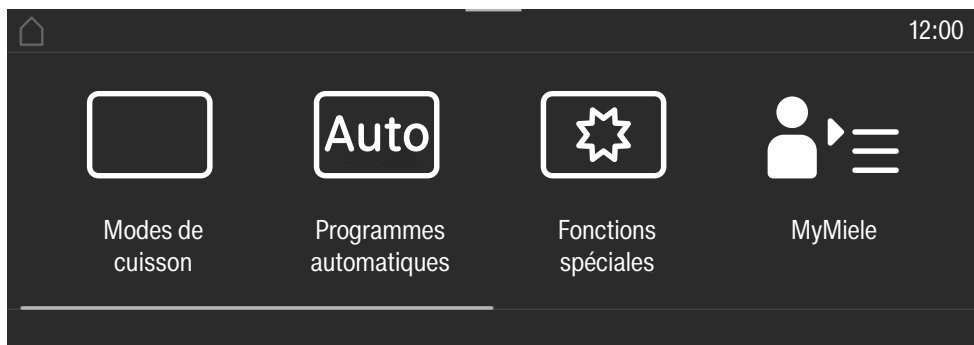 12:00
Auto
Modes de
cuisson
Programmes
automatiques
Fonctions
spéciales
MyMiele